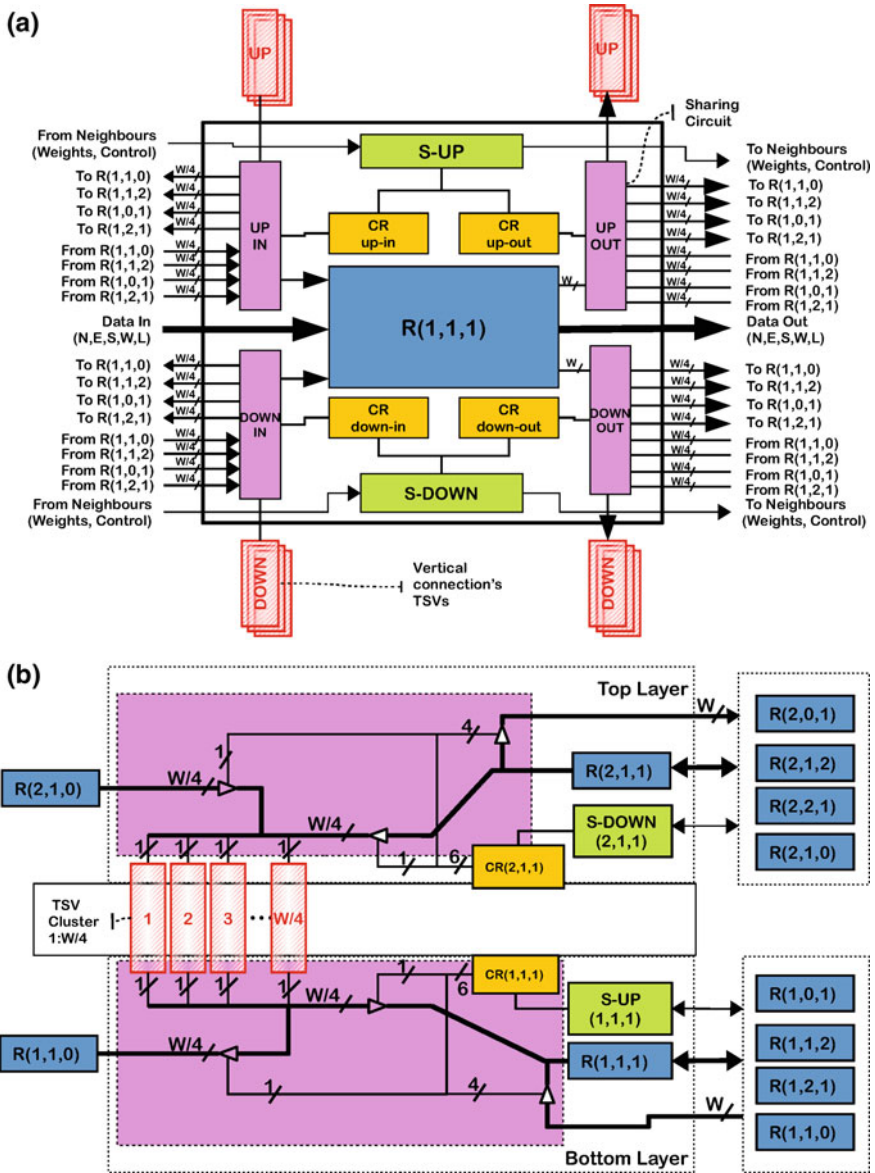 (a)
UP
UP
Sharing
Circuit
From Neighbours
(Weights, Control)
S-UP
To Neighbours
(Weights, Control)
To R(1,1,0) W/4
To R(1,1,2) W/4
To R(1,0,1) W/4
To R(1,2,1) W/4
From R(1,1,0) W/4
From R(1,1,2) W/4
From R(1,0,1) W/4
From R(1,2,1) W/4
UP
IN
CR
up-in
CR
up-out
UP
OUT
W
W/4 To R(1,1,0)
W/4 To R(1,1,2)
W/4 To R(1,0,1)
W/4 To R(1,2,1)
W/4 From R(1,1,0)
W/4 From R(1,1,2)
W/4 From R(1,0,1)
W/4 From R(1,2,1)
Data In
(N,E,S,W,L)
R(1,1,1)
Data Out
(N,E,S,W,L)
To R(1,1,0) W/4
To R(1,1,2) W/4
To R(1,0,1) W/4
To R(1,2,1) W/4
From R(1,1,0) W/4
From R(1,1,2) W/4
From R(1,0,1) W/4
From R(1,2,1) W/4
DOWN
IN
CR
down-in
CR
down-out
W
DOWN
OUT
W/4 To R(1,1,0)
W/4 To R(1,1,2)
W/4 To R(1,0,1)
W/4 To R(1,2,1)
W/4 From R(1,1,0)
W/4 From R(1,1,2)
W/4 From R(1,0,1)
W/4 From R(1,2,1)
From Neighbours
(Weights, Control)
S-DOWN
To Neighbours
(Weights, Control)
DOWN
Vertical
connection's
TSVs
DOWN
(b)
Top Layer
W
4
1
R(2,0,1)
R(2,1,0)
W/4
R(2,1,1)
R(2,1,2)
W/4
S-DOWN
(2,1,1)
R(2,2,1)
1 1 1 1
1 6
CR(2,1,1)
R(2,1,0)
TSV
Cluster
1:W/4
1 2 3 ••• W/4
CR(1,1,1)
1 1 1 1
W/4
1 6
S-UP
(1,1,1)
R(1,0,1)
R(1,1,0)
W/4
R(1,1,1)
R(1,1,2)
1 4
R(1,2,1)
W
R(1,1,0)
Bottom Layer